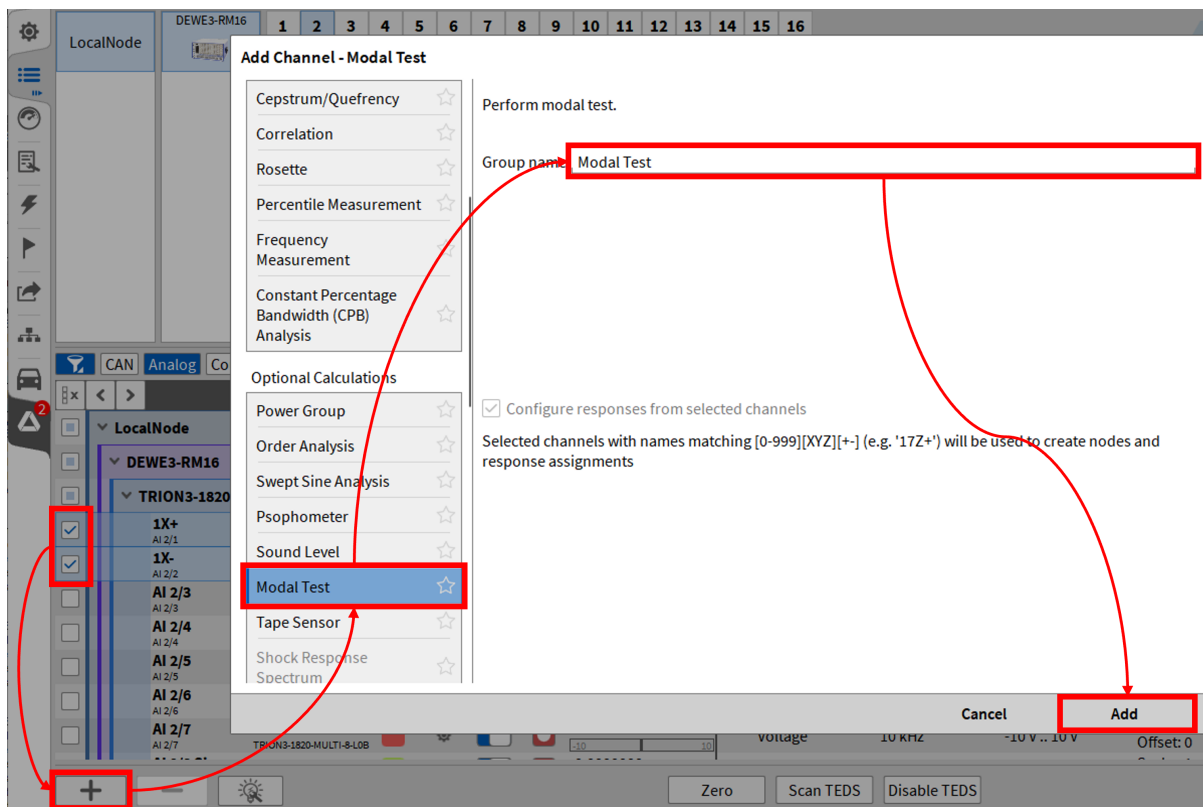 LocalNode
DEWE3-RM16
1 2 3 4 5 6 7 8 9 10 11 12 13 14 15 16
Add Channel - Modal Test
Cepstrum/Quefrency
Correlation
Rosette
Percentile Measurement
Frequency
Measurement
Constant Percentage
Bandwidth (CPB)
Analysis
Optional Calculations
Power Group
Order Analysis
Swept Sine Analysis
Psophometer
Sound Level
Modal Test
Tape Sensor
Shock Response
Spectrum
Perform modal test.
Group name Modal Test
Configure responses from selected channels
Selected channels with names matching [0-999][XYZ][+-] (e.g. '17Z+') will be used to create nodes and
response assignments
Cancel
Add
CAN Analog Co
2
LocalNode
DEWE3-RM16
TRION3-1820
1X+
AI 2/1
1X-
AI 2/2
AI 2/3
AI 2/3
AI 2/4
AI 2/4
AI 2/5
AI 2/5
AI 2/6
AI 2/6
AI 2/7
AI 2/7
TRION3-1820-MULTI-8-L0B
-10 10
Voltage
10 kHz
-10 V .. 10 V
Offset: 0
Zero
Scan TEDS
Disable TEDS